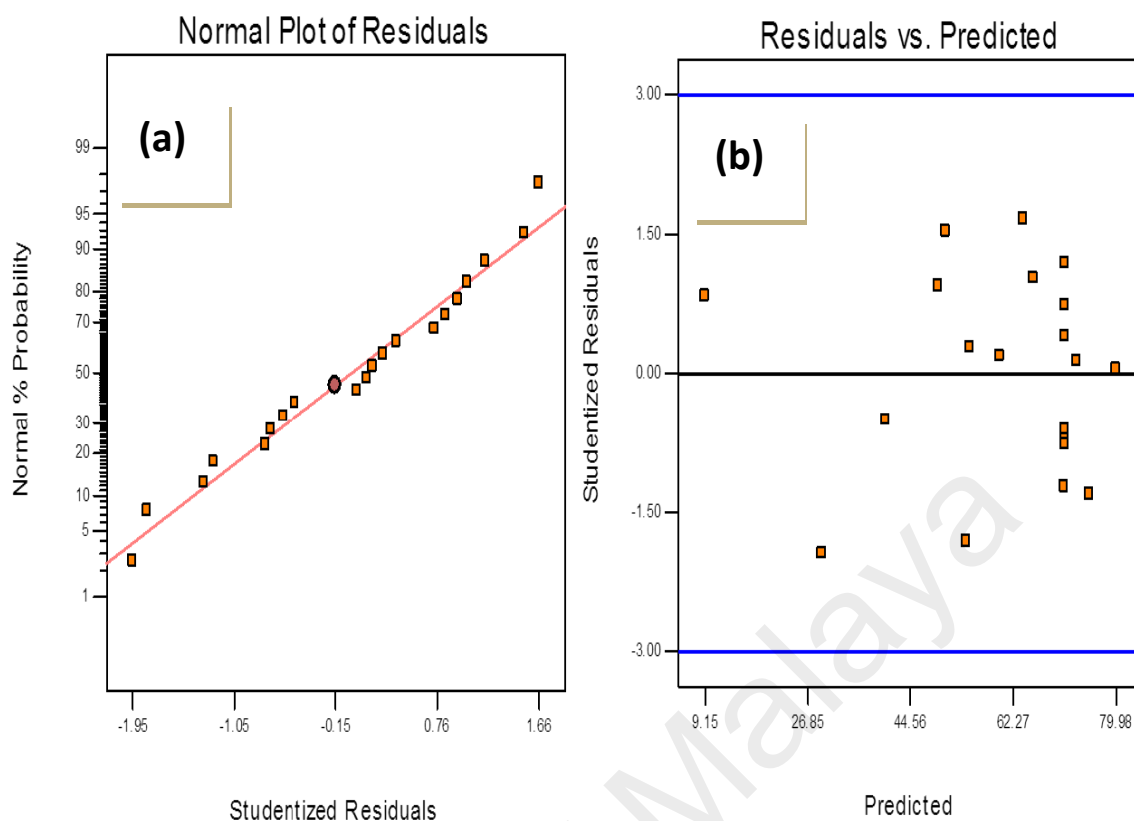 Normal Plot of Residuals
(a)
99
95
90
80
70
50
30
20
10
5
1
Normal % Probability
-1.95 -1.05 -0.15 0.76 1.66
Studentized Residuals
Residuals vs. Predicted
(b)
3.00
1.50
0.00
-1.50
-3.00
Studentized Residuals
9.15 26.85 44.56 62.27 79.98
Predicted
Malaya